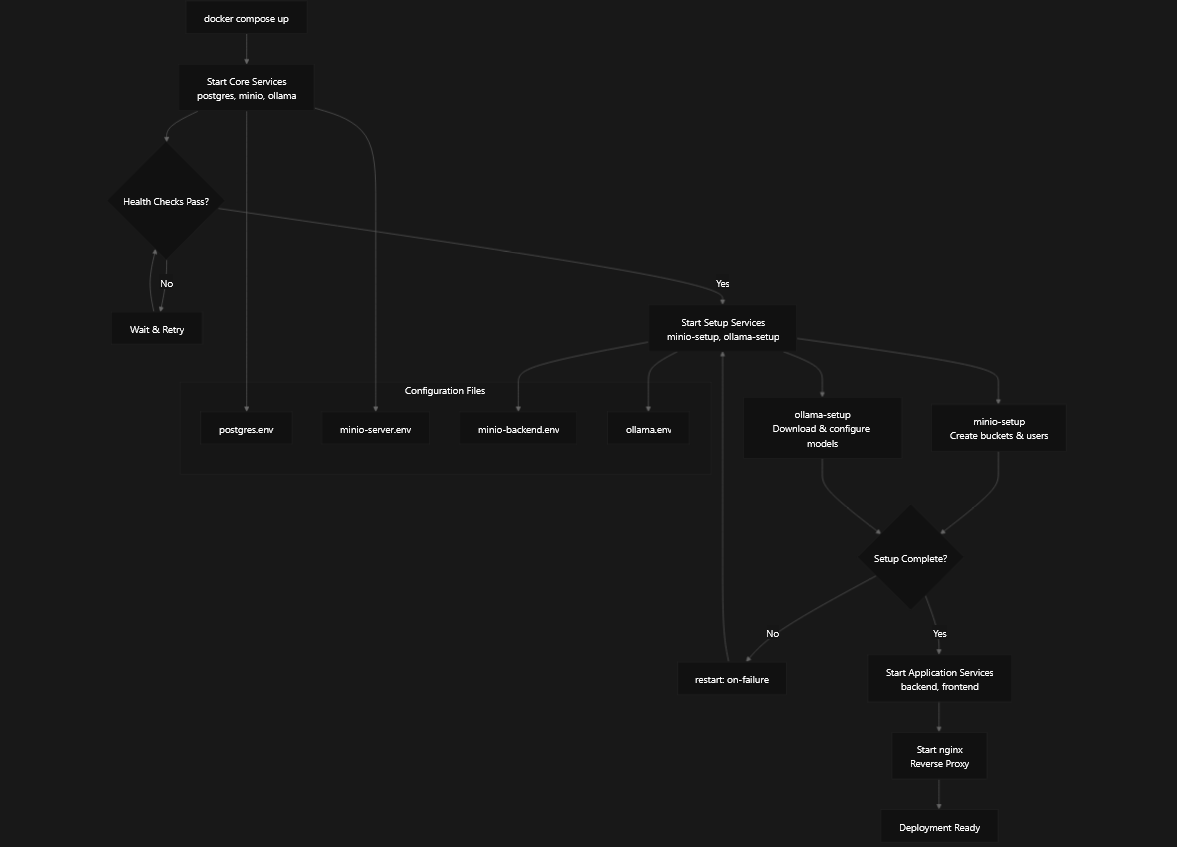 docker compose up
Start Core Services
postgres, minio, ollama
Health Checks Pass?
No
Wait & Retry
Yes
Start Setup Services
minio-setup, ollama-setup
Configuration Files
postgres.env
minio-server.env
minio-backend.env
ollama.env
ollama-setup
Download & configure
models
minio-setup
Create buckets & users
Setup Complete?
No
Yes
restart: on-failure
Start Application Services
backend, frontend
Start nginx
Reverse Proxy
Deployment Ready